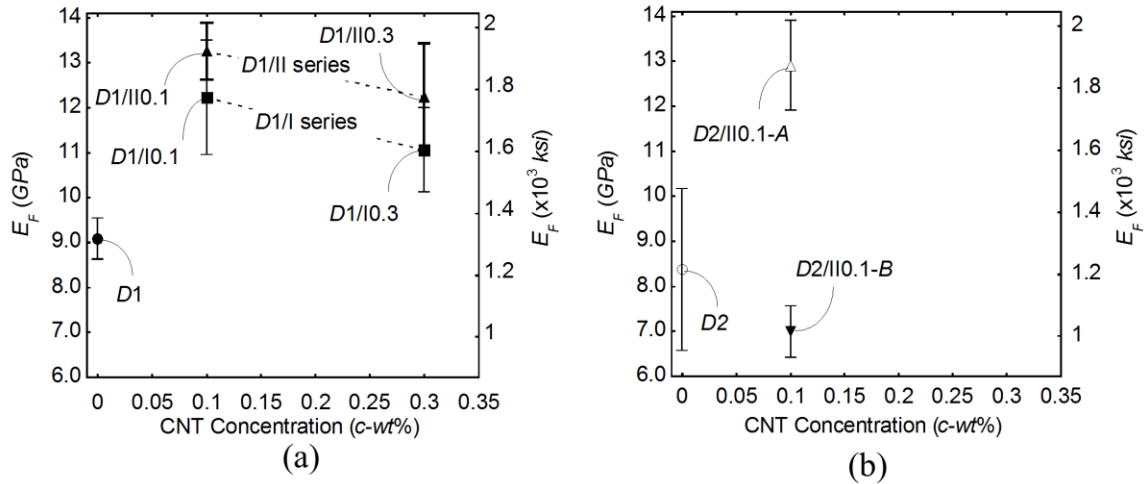 14
13
12
11
10
9.0
8.0
7.0
6.0
E_F (GPa)
2
1.8
1.6
1.4
1.2
1
E_F (x10³ ksi)
D1/II0.3
D1/II series
D1/II0.1
D1/I series
D1/I0.1
D1/I0.3
D1
0 0.05 0.1 0.15 0.2 0.25 0.3 0.35
CNT Concentration (c-wt%)
(a)
14
13
12
11
10
9.0
8.0
7.0
6.0
E_F (GPa)
2
1.8
1.6
1.4
1.2
1
E_F (x10³ ksi)
D2/II0.1-A
D2/II0.1-B
D2
0 0.05 0.1 0.15 0.2 0.25 0.3 0.35
CNT Concentration (c-wt%)
(b)